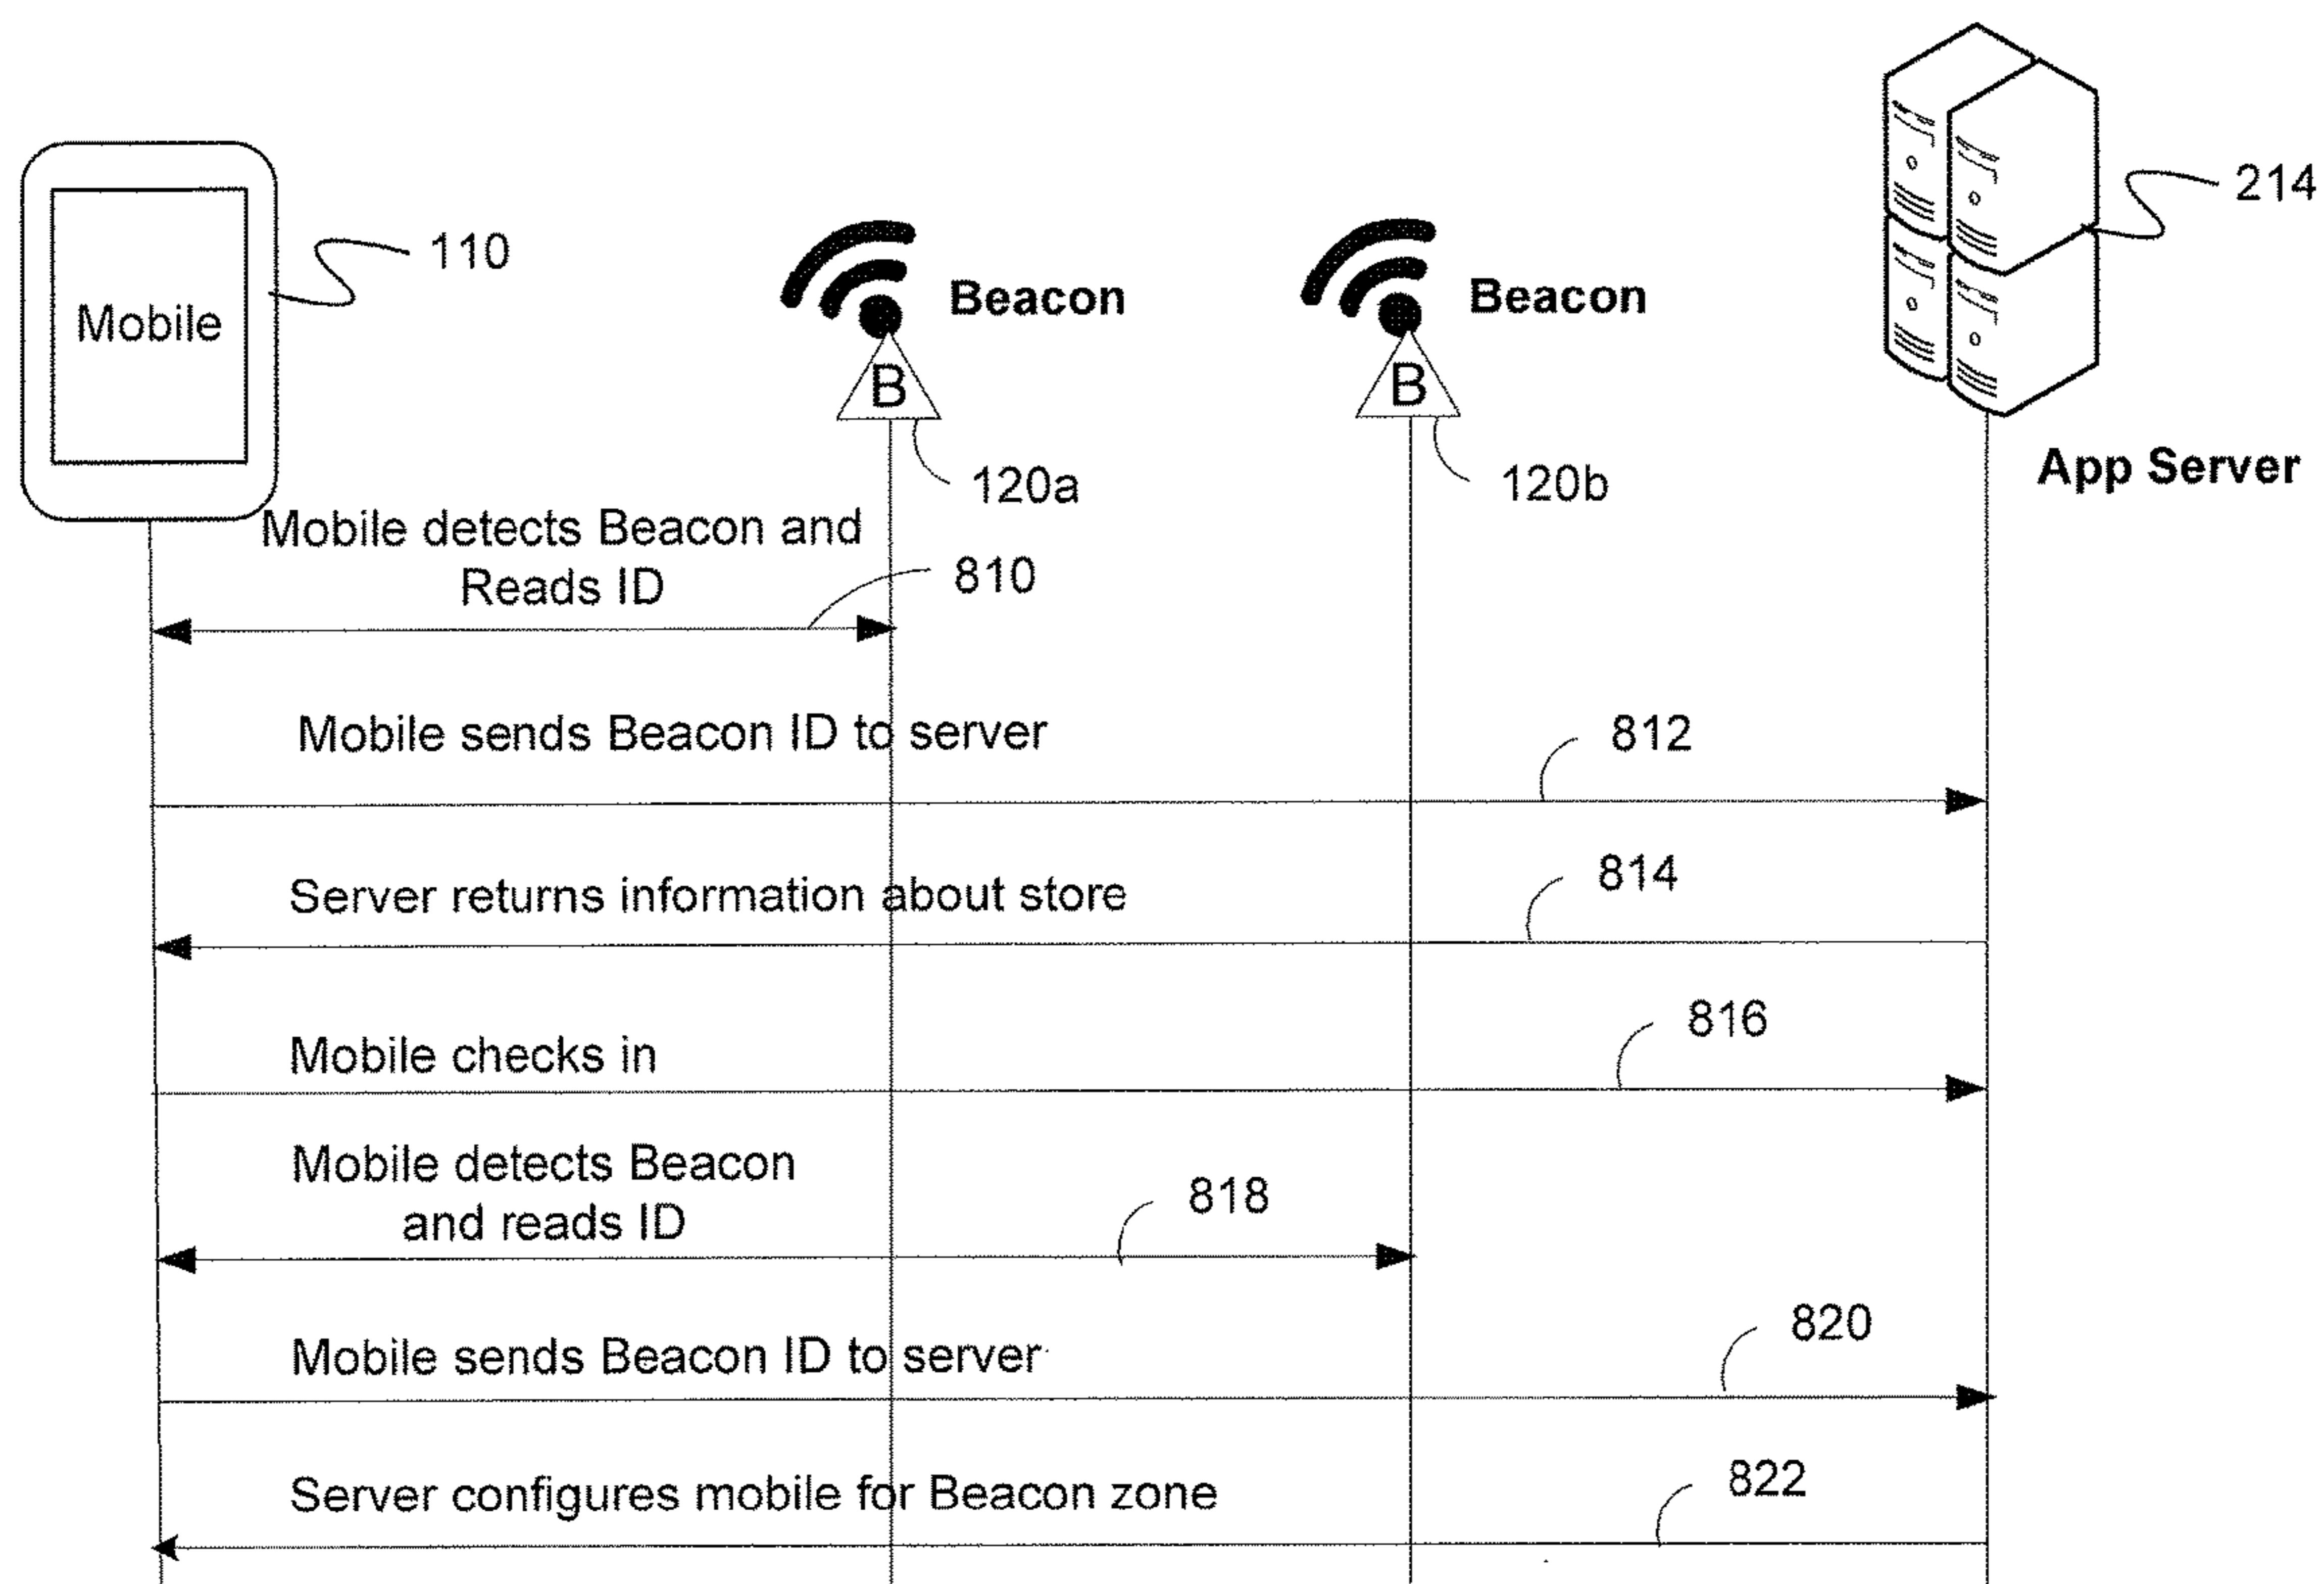 214
110
Mobile
Beacon
Beacon
B
B
120a
120b
App Server
Mobile detects Beacon and
Reads ID
810
Mobile sends Beacon ID to server
812
Server returns information about store
814
Mobile checks in
816
Mobile detects Beacon
and reads ID
818
Mobile sends Beacon ID to server
820
Server configures mobile for Beacon zone
822